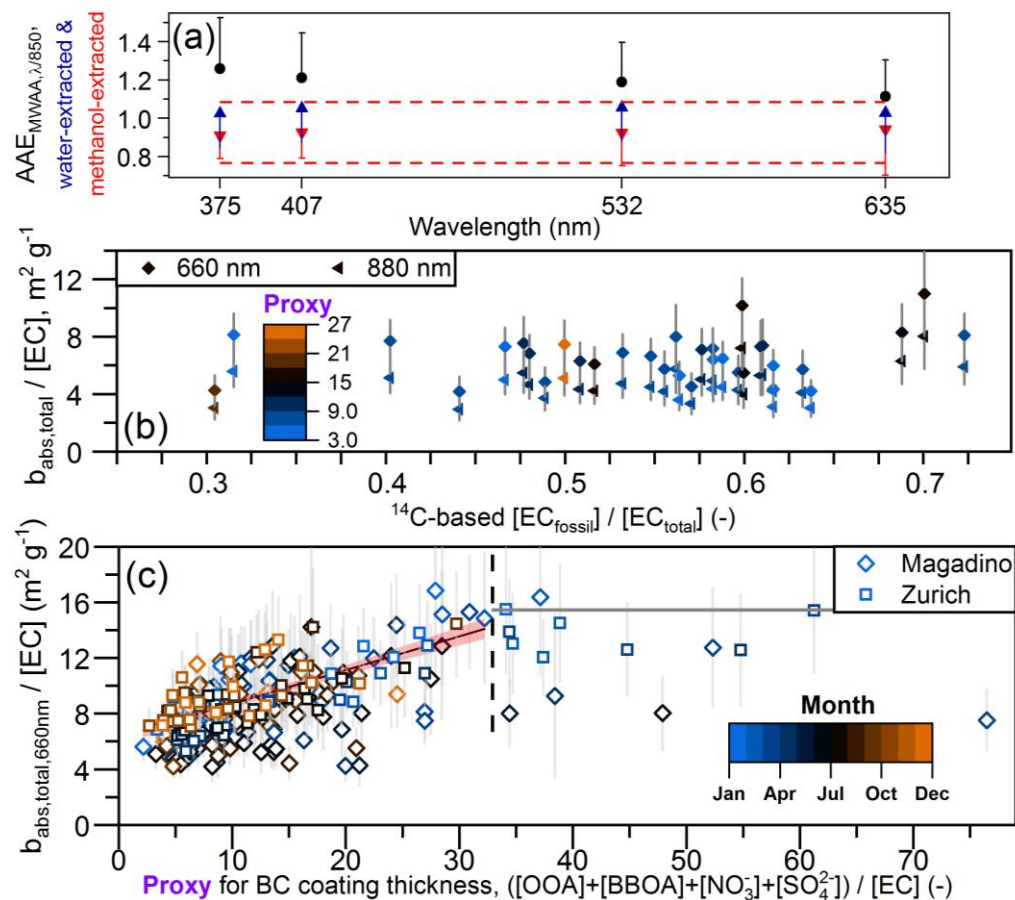 AAE_MWAA,λ/850,
water-extracted &
methanol-extracted
(a)
1.4
1.2
1.0
0.8
375 407 532 635
Wavelength (nm)
b_abs,total / [EC], m² g⁻¹
12
8
4
0
660 nm 880 nm
Proxy
27
21
15
9.0
3.0
(b)
0.3 0.4 0.5 0.6 0.7
¹⁴C-based [EC_fossil] / [EC_total] (-)
b_abs,total,660nm / [EC] (m² g⁻¹)
20
16
12
8
4
0
(c)
Magadino
Zurich
Month
Jan Apr Jul Oct Dec
0 10 20 30 40 50 60 70
Proxy for BC coating thickness, ([OOA]+[BBOA]+[NO₃⁻]+[SO₄²⁻]) / [EC] (-)